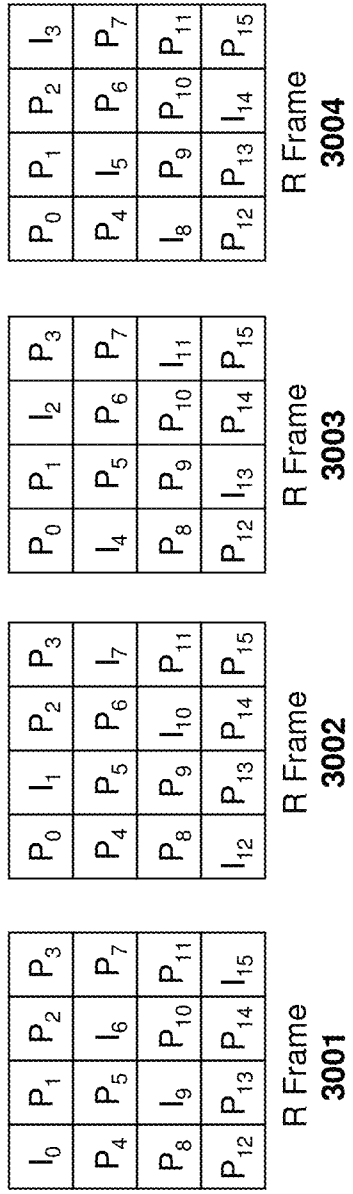 I₀ P₁ P₂ P₃
P₄ P₅ I₆ P₇
P₈ I₉ P₁₀ P₁₁
P₁₂ P₁₃ P₁₄ I₁₅
R Frame
3001
P₀ I₁ P₂ P₃
P₄ P₅ P₆ I₇
P₈ P₉ I₁₀ P₁₁
I₁₂ P₁₃ P₁₄ P₁₅
R Frame
3002
P₀ P₁ I₂ P₃
I₄ P₅ P₆ P₇
P₈ P₉ P₁₀ I₁₁
P₁₂ I₁₃ P₁₄ P₁₅
R Frame
3003
P₀ P₁ P₂ I₃
P₄ I₅ P₆ P₇
I₈ P₉ P₁₀ P₁₁
P₁₂ P₁₃ I₁₄ P₁₅
R Frame
3004